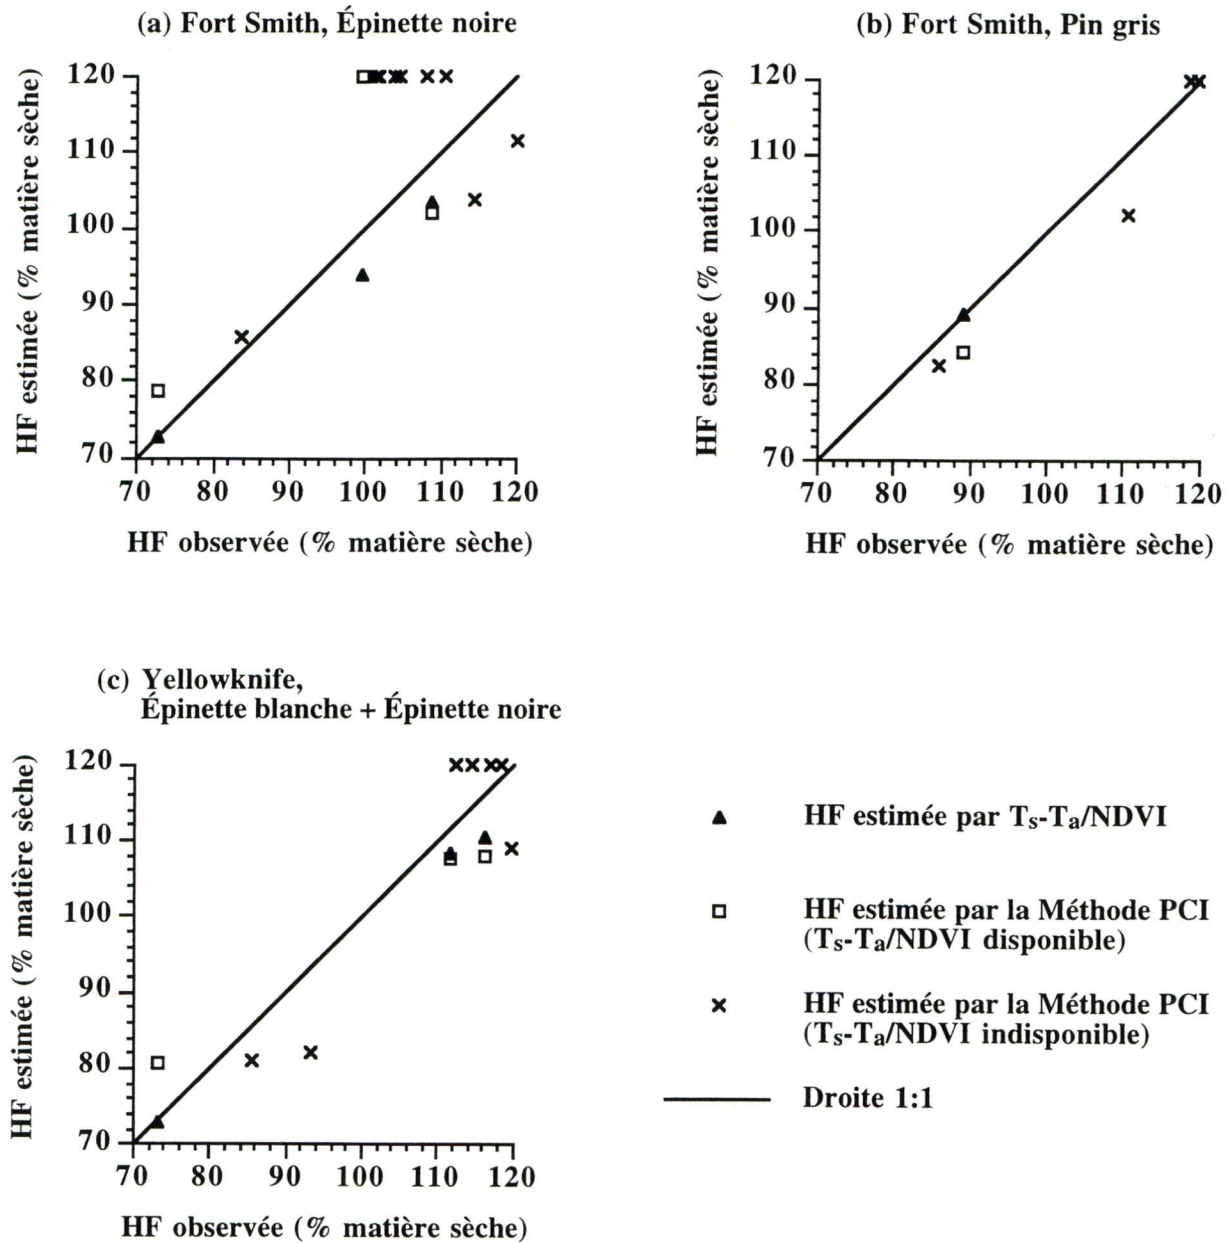 (a) Fort Smith, Épinette noire
HF estimée (% matière sèche)
120
110
100
90
80
70
70 80 90 100 110 120
HF observée (% matière sèche)
(b) Fort Smith, Pin gris
HF estimée (% matière sèche)
120
110
100
90
80
70
70 80 90 100 110 120
HF observée (% matière sèche)
(c) Yellowknife,
Épinette blanche + Épinette noire
HF estimée (% matière sèche)
120
110
100
90
80
70
70 80 90 100 110 120
HF observée (% matière sèche)
HF estimée par Ts-Ta/NDVI
HF estimée par la Méthode PCI
(Ts-Ta/NDVI disponible)
HF estimée par la Méthode PCI
(Ts-Ta/NDVI indisponible)
Droite 1:1